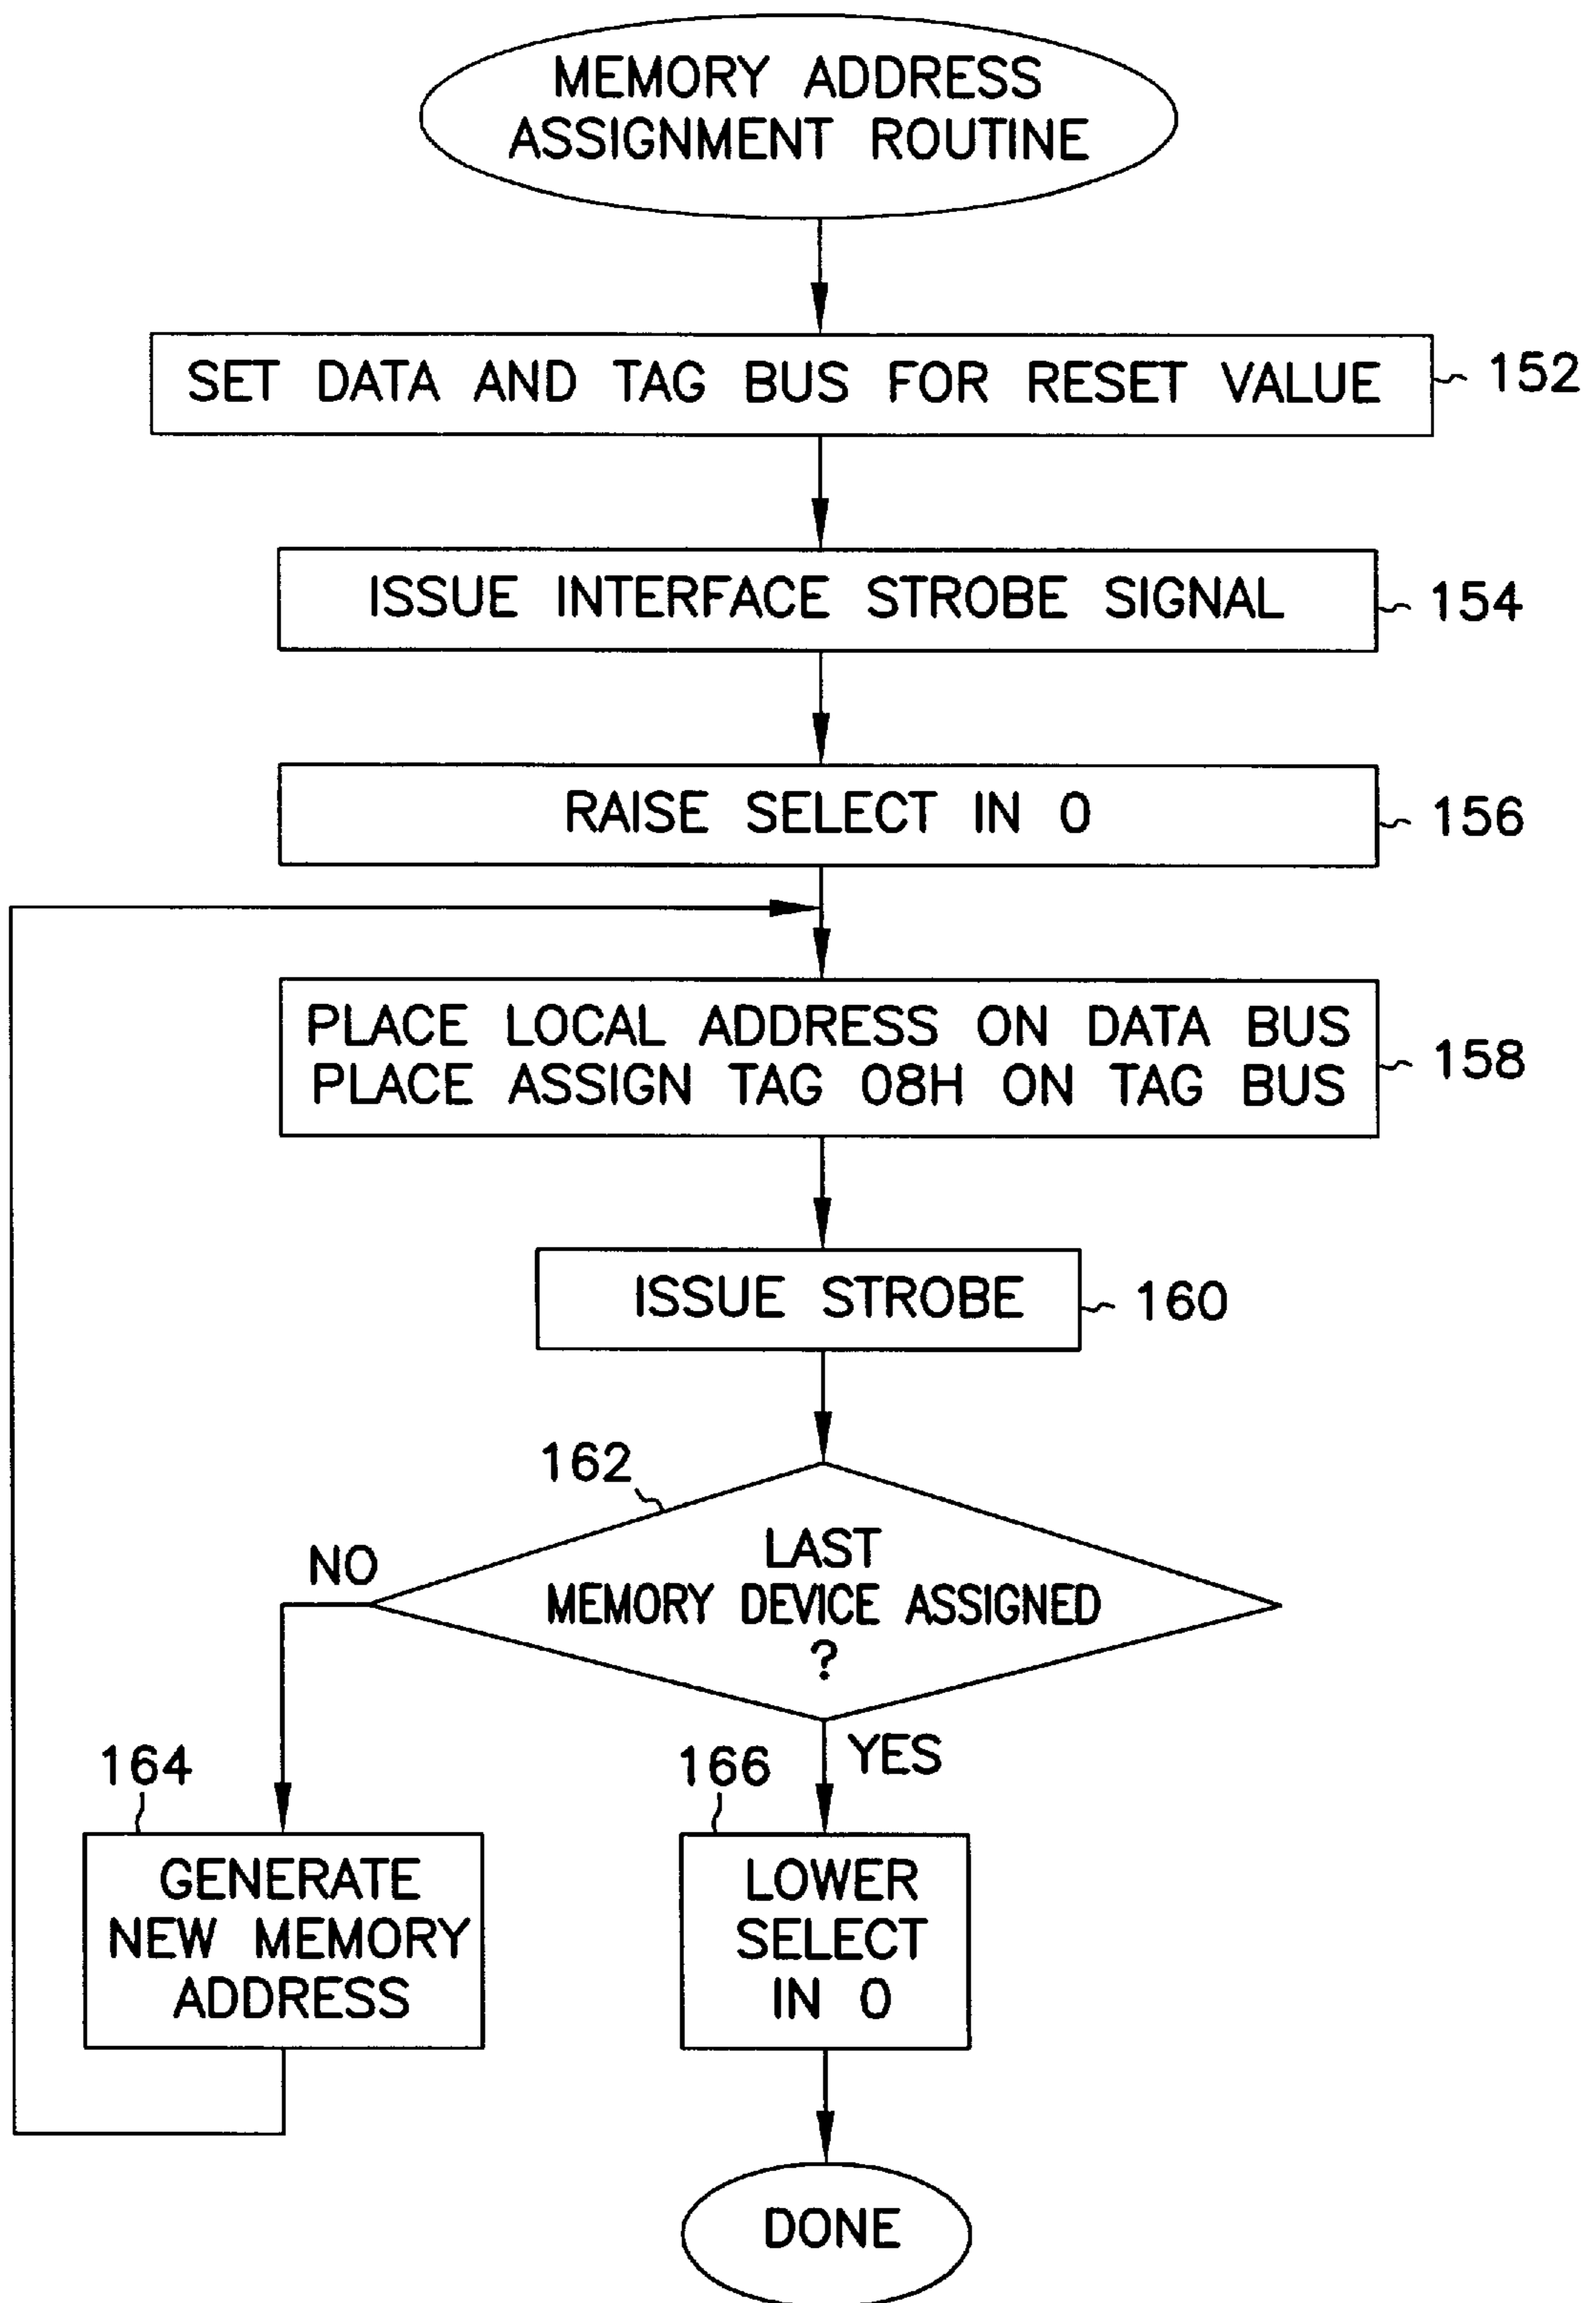 MEMORY ADDRESS
ASSIGNMENT ROUTINE
SET DATA AND TAG BUS FOR RESET VALUE
152
ISSUE INTERFACE STROBE SIGNAL
154
RAISE SELECT IN 0
156
PLACE LOCAL ADDRESS ON DATA BUS
PLACE ASSIGN TAG 08H ON TAG BUS
158
ISSUE STROBE
160
162
LAST
MEMORY DEVICE ASSIGNED
?
NO
YES
164
GENERATE
NEW MEMORY
ADDRESS
166
LOWER
SELECT
IN 0
DONE